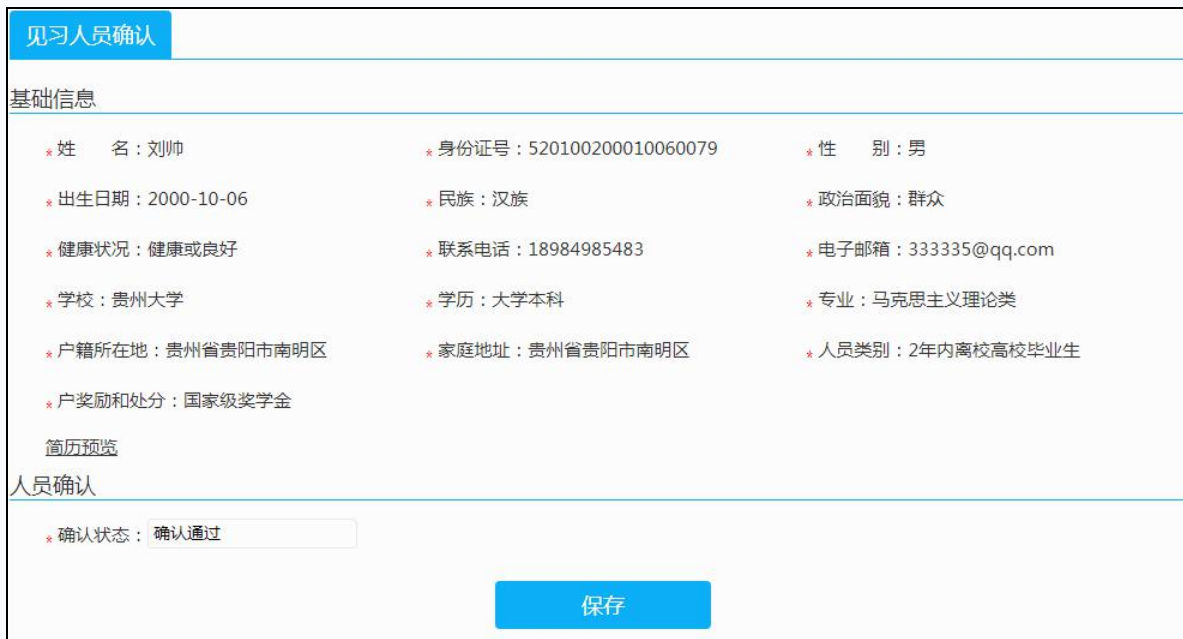 见习人员确认
基础信息
*姓 名：刘帅 *身份证号：520100200010060079 *性 别：男
*出生日期：2000-10-06 *民族：汉族 *政治面貌：群众
*健康状况：健康或良好 *联系电话：18984985483 *电子邮箱：333335@qq.com
*学校：贵州大学 *学历：大学本科 *专业：马克思主义理论类
*户籍所在地：贵州省贵阳市南明区 *家庭地址：贵州省贵阳市南明区 *人员类别：2年内离校高校毕业生
*户奖励和处分：国家级奖学金
简历预览
人员确认
*确认状态：确认通过
保存